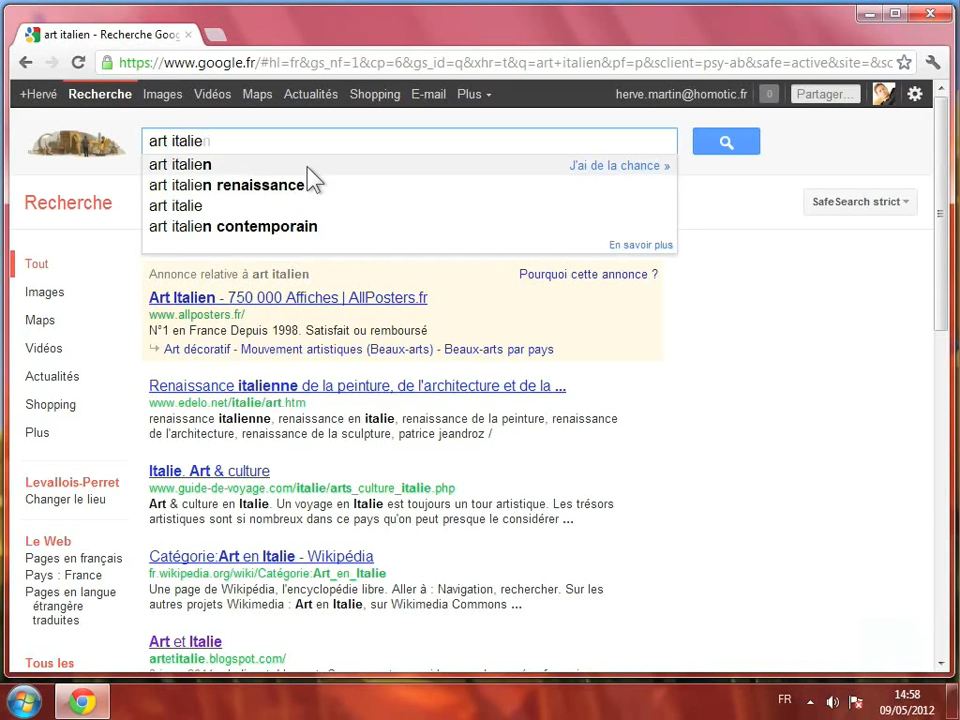 art italien - Recherche Goo
https://www.google.fr/#hl=fr&gs_nf=1&cp=6&gs_id=q&xhr=t&q=art+italien&pf=p&sclient=psy-ab&safe=active&site=&sc
+Hervé Recherche Images Vidéos Maps Actualités Shopping E-mail Plus herve.martin@homotic.fr 0 Partager...
art italien
art italien J'ai de la chance »
art italien renaissance
art italie
art italien contemporain
En savoir plus
Recherche
SafeSearch strict
Tout
Images
Maps
Vidéos
Actualités
Shopping
Plus
Levallois-Perret
Changer le lieu
Le Web
Pages en français
Pays : France
Pages en langue
étrangère
traduites
Tous les
Annonce relative à art italien Pourquoi cette annonce ?
Art Italien - 750 000 Affiches | AllPosters.fr
www.allposters.fr/
N°1 en France Depuis 1998. Satisfait ou remboursé
Art décoratif - Mouvement artistiques (Beaux-arts) - Beaux-arts par pays
Renaissance italienne de la peinture, de l'architecture et de la ...
www.edelo.net/italie/art.htm
renaissance italienne, renaissance en italie, renaissance de la peinture, renaissance
de l'architecture, renaissance de la sculpture, patrice jeandroz /
Italie. Art & culture
www.guide-de-voyage.com/italie/arts_culture_italie.php
Art & culture en Italie. Un voyage en Italie est toujours un tour artistique. Les trésors
artistiques sont si nombreux dans ce pays qu'on peut presque le considérer ...
Catégorie:Art en Italie - Wikipédia
fr.wikipedia.org/wiki/Catégorie:Art_en_Italie
Une page de Wikipédia, l'encyclopédie libre. Aller à : Navigation, rechercher. Sur les
autres projets Wikimedia : Art en Italie, sur Wikimedia Commons ...
Art et Italie
artetitalie.blogspot.com/
FR
14:58
09/05/2012